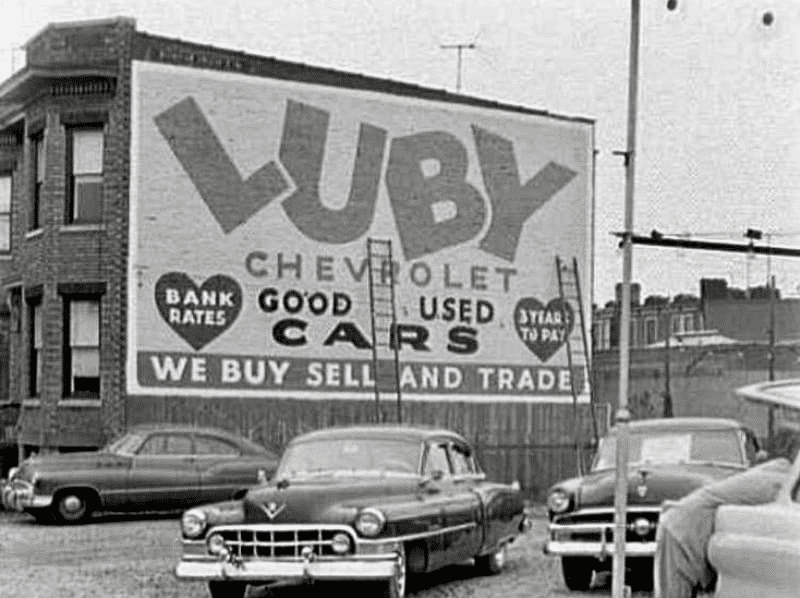 LUBY
CHEVROLET
BANK
RATES
GOOD USED
CARS
3 YEARS
TO PAY
WE BUY SELL AND TRADE